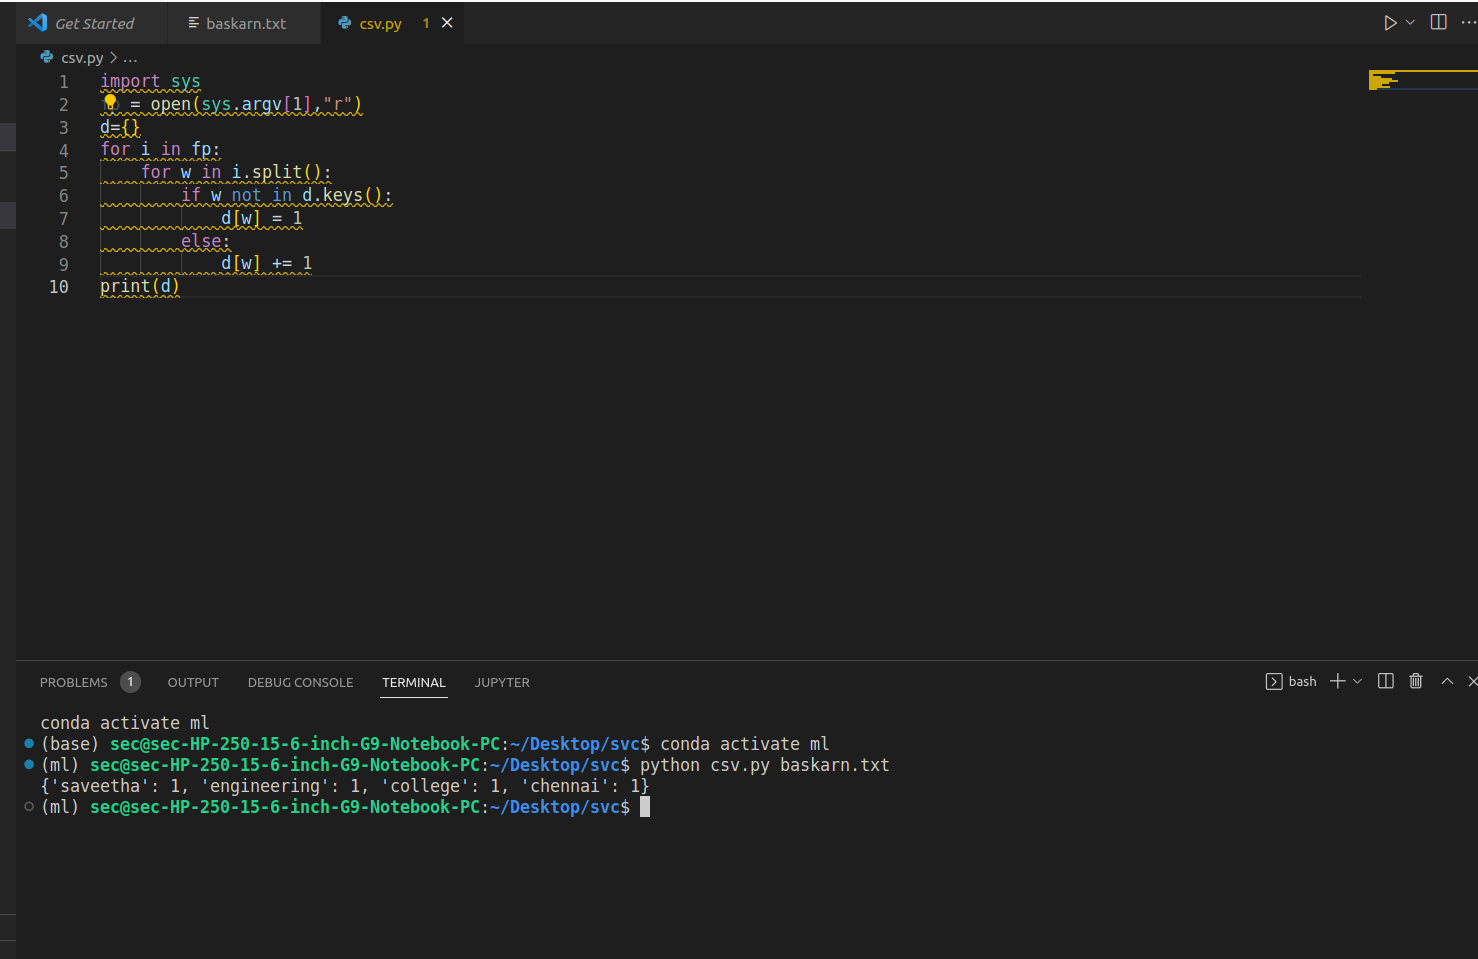 Get Started baskarn.txt csv.py 1
csv.py > ...
1 import sys
2 = open(sys.argv[1],"r")
3 d={}
4 for i in fp:
5 for w in i.split():
6 if w not in d.keys():
7 d[w] = 1
8 else:
9 d[w] += 1
10 print(d)
PROBLEMS 1 OUTPUT DEBUG CONSOLE TERMINAL JUPYTER bash
conda activate ml
(base) sec@sec-HP-250-15-6-inch-G9-Notebook-PC:~/Desktop/svc$ conda activate ml
(ml) sec@sec-HP-250-15-6-inch-G9-Notebook-PC:~/Desktop/svc$ python csv.py baskarn.txt
{'saveetha': 1, 'engineering': 1, 'college': 1, 'chennai': 1}
(ml) sec@sec-HP-250-15-6-inch-G9-Notebook-PC:~/Desktop/svc$